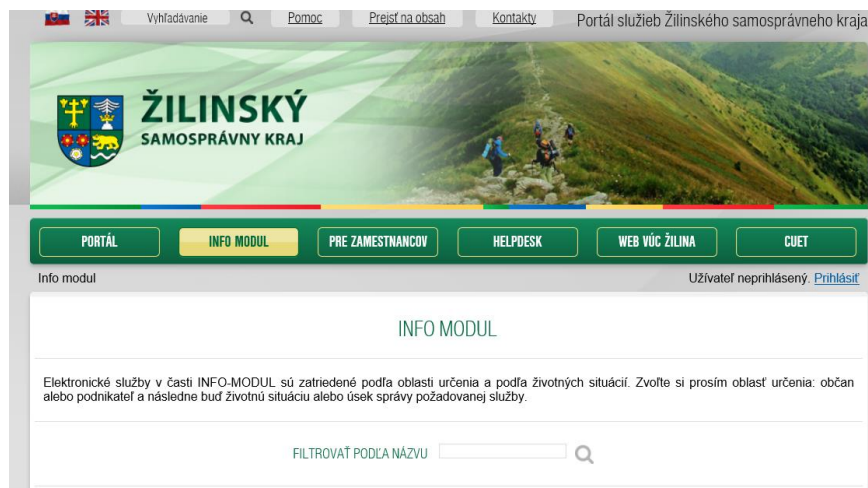 Vyhľadávanie Pomoc Prejsť na obsah Kontakty Portál služieb Žilinského samosprávneho kraja
ŽILINSKÝ
SAMOSPRÁVNY KRAJ
PORTÁL INFO MODUL PRE ZAMESTNANCOV HELPDESK WEB VÚC ŽILINA CUET
Info modul Užívateľ neprihlásený. Prihlásiť
INFO MODUL
Elektronické služby v časti INFO-MODUL sú zatriedené podľa oblasti určenia a podľa životných situácií. Zvoľte si prosím oblasť určenia: občan
alebo podnikateľ a následne buď životnú situáciu alebo úsek správy požadovanej služby.
FILTROVAŤ PODĽA NÁZVU